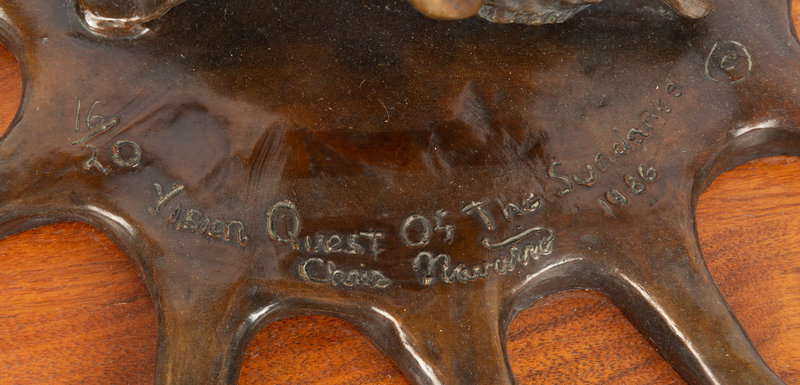 16/20
Vision Quest Of The Sundance ©
Chris Navarro 1986